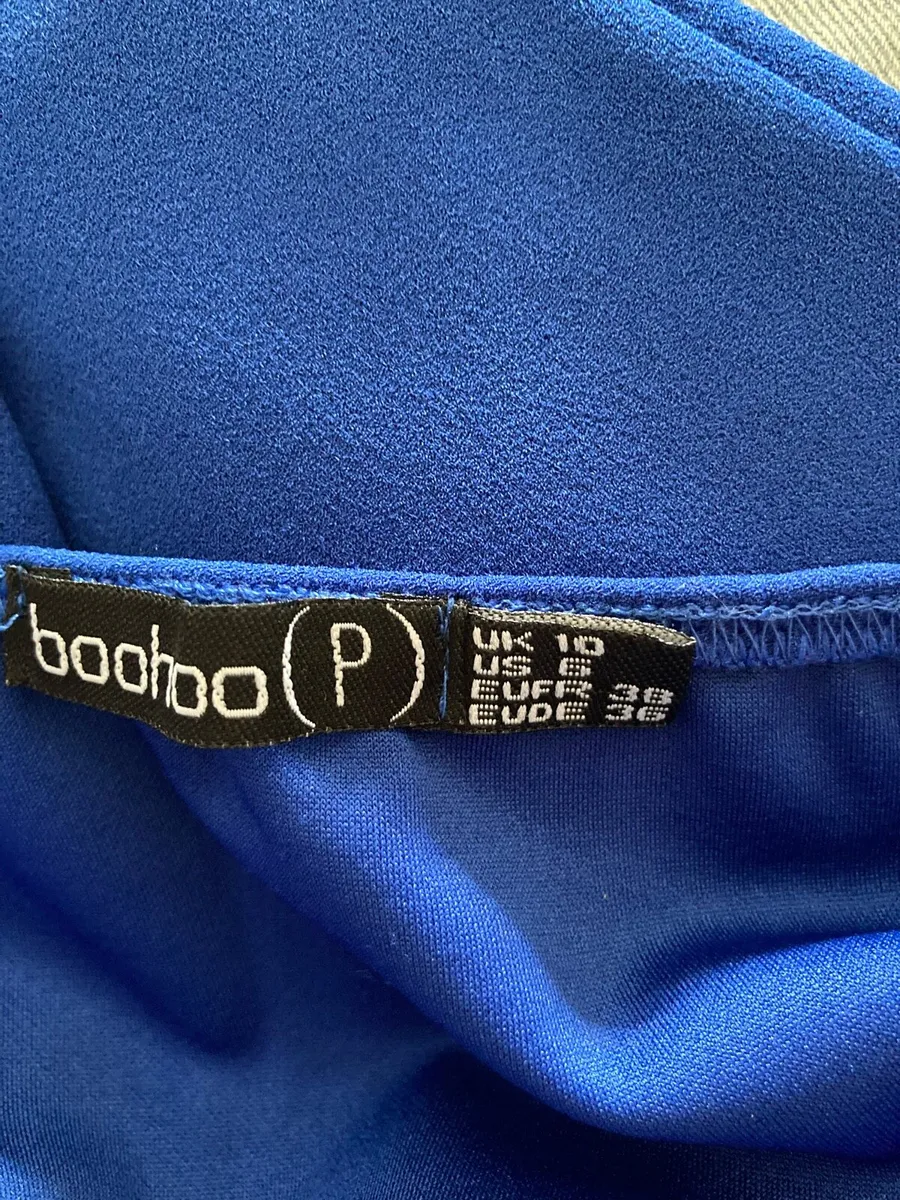 boohoo (P)
UK 10
US 6
EUFR 38
EUDE 36